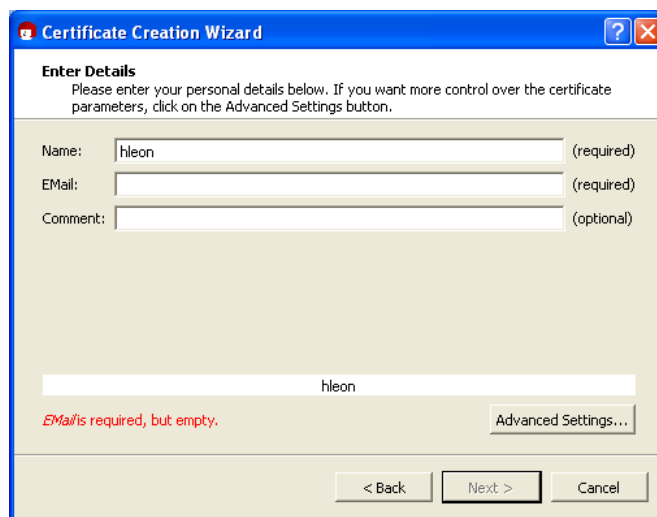 Certificate Creation Wizard
Enter Details
Please enter your personal details below. If you want more control over the certificate
parameters, click on the Advanced Settings button.
Name: hleon (required)
EMail: (required)
Comment: (optional)
hleon
EMail is required, but empty.
Advanced Settings...
< Back Next > Cancel